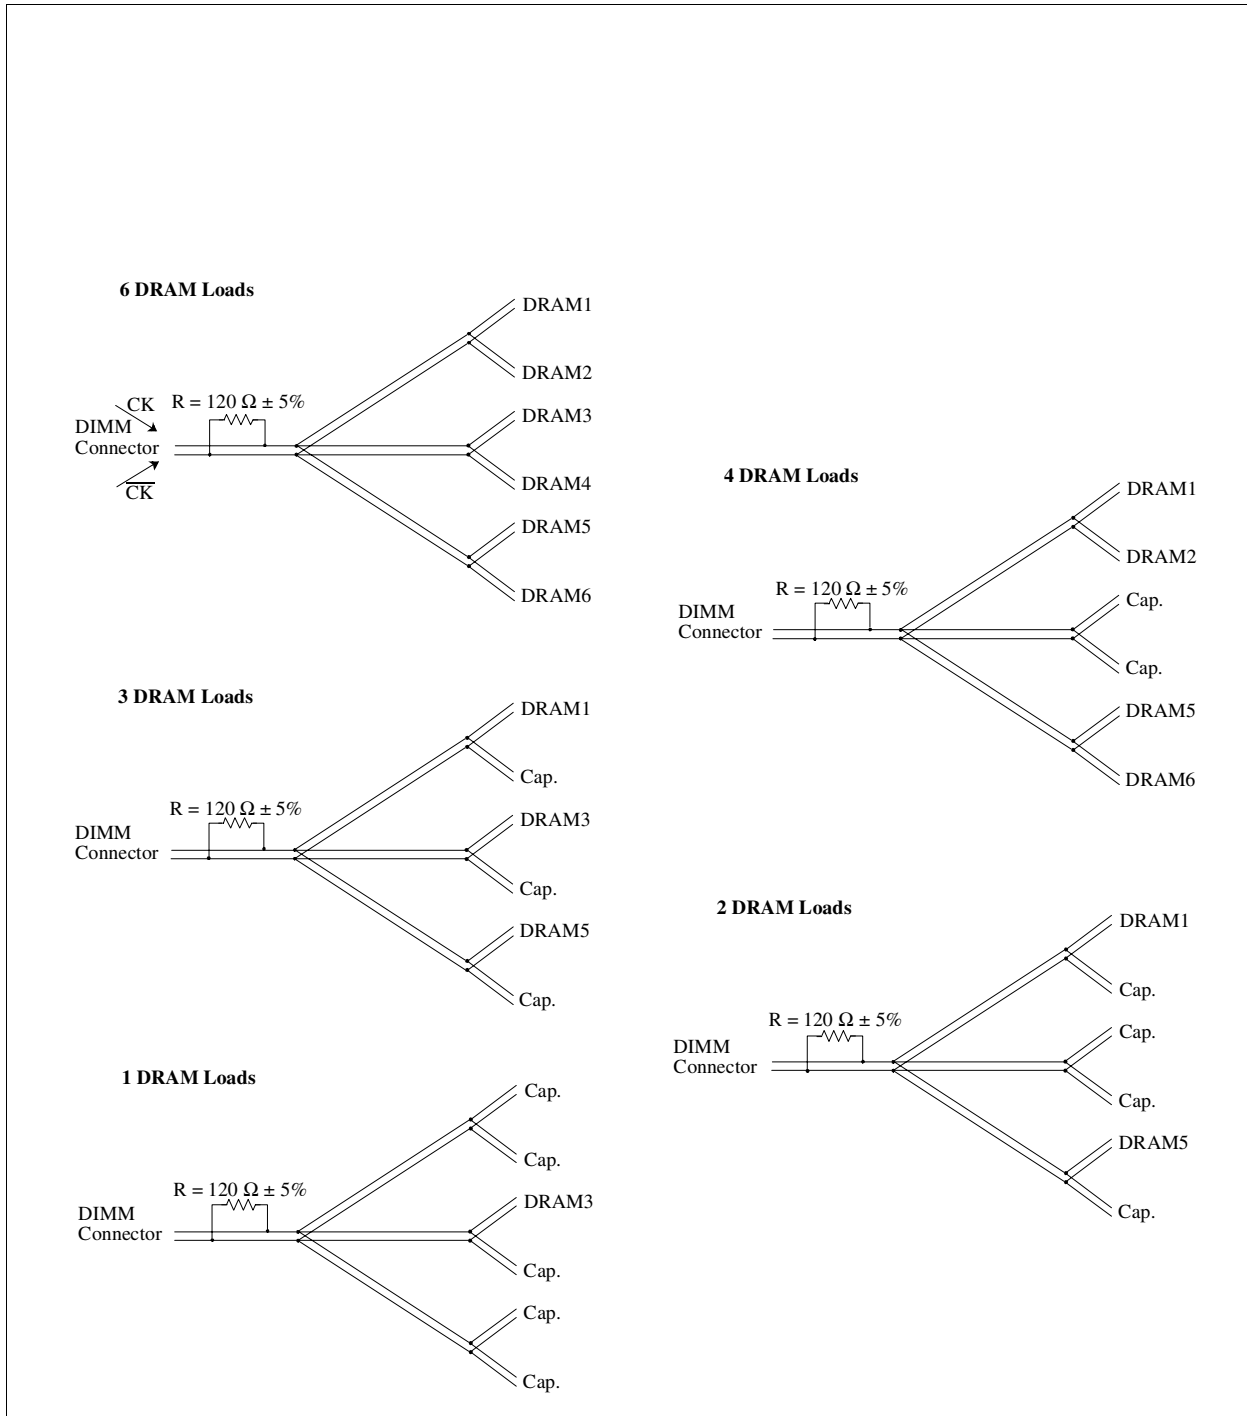 6 DRAM Loads
DRAM1
DRAM2
CK
R = 120 Ω ± 5%
DRAM3
DIMM
Connector
CK
DRAM4
DRAM5
DRAM6
4 DRAM Loads
DRAM1
DRAM2
R = 120 Ω ± 5%
Cap.
DIMM
Connector
Cap.
DRAM5
DRAM6
3 DRAM Loads
DRAM1
Cap.
R = 120 Ω ± 5%
DRAM3
DIMM
Connector
Cap.
DRAM5
Cap.
2 DRAM Loads
DRAM1
Cap.
R = 120 Ω ± 5%
Cap.
DIMM
Connector
Cap.
DRAM5
Cap.
1 DRAM Loads
Cap.
Cap.
R = 120 Ω ± 5%
DRAM3
DIMM
Connector
Cap.
Cap.
Cap.